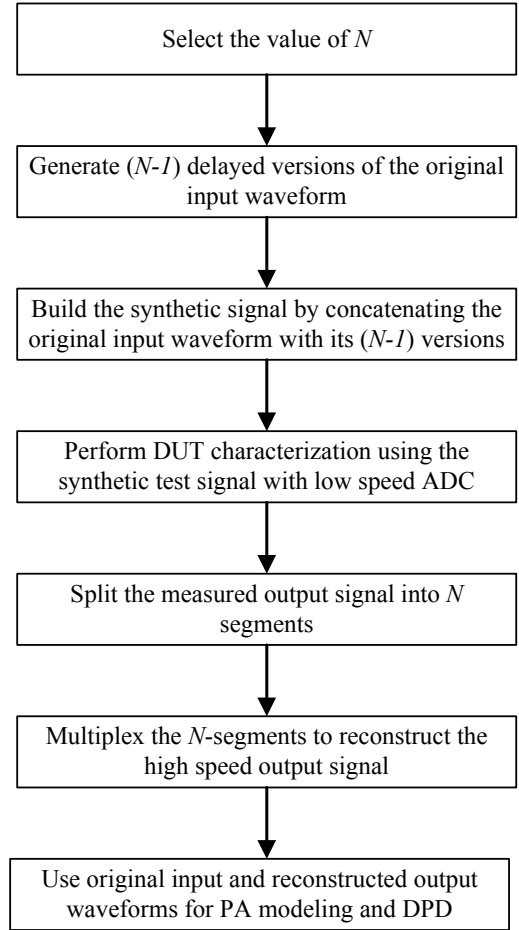 Select the value of N
Generate (N-1) delayed versions of the original
input waveform
Build the synthetic signal by concatenating the
original input waveform with its (N-1) versions
Perform DUT characterization using the
synthetic test signal with low speed ADC
Split the measured output signal into N
segments
Multiplex the N-segments to reconstruct the
high speed output signal
Use original input and reconstructed output
waveforms for PA modeling and DPD